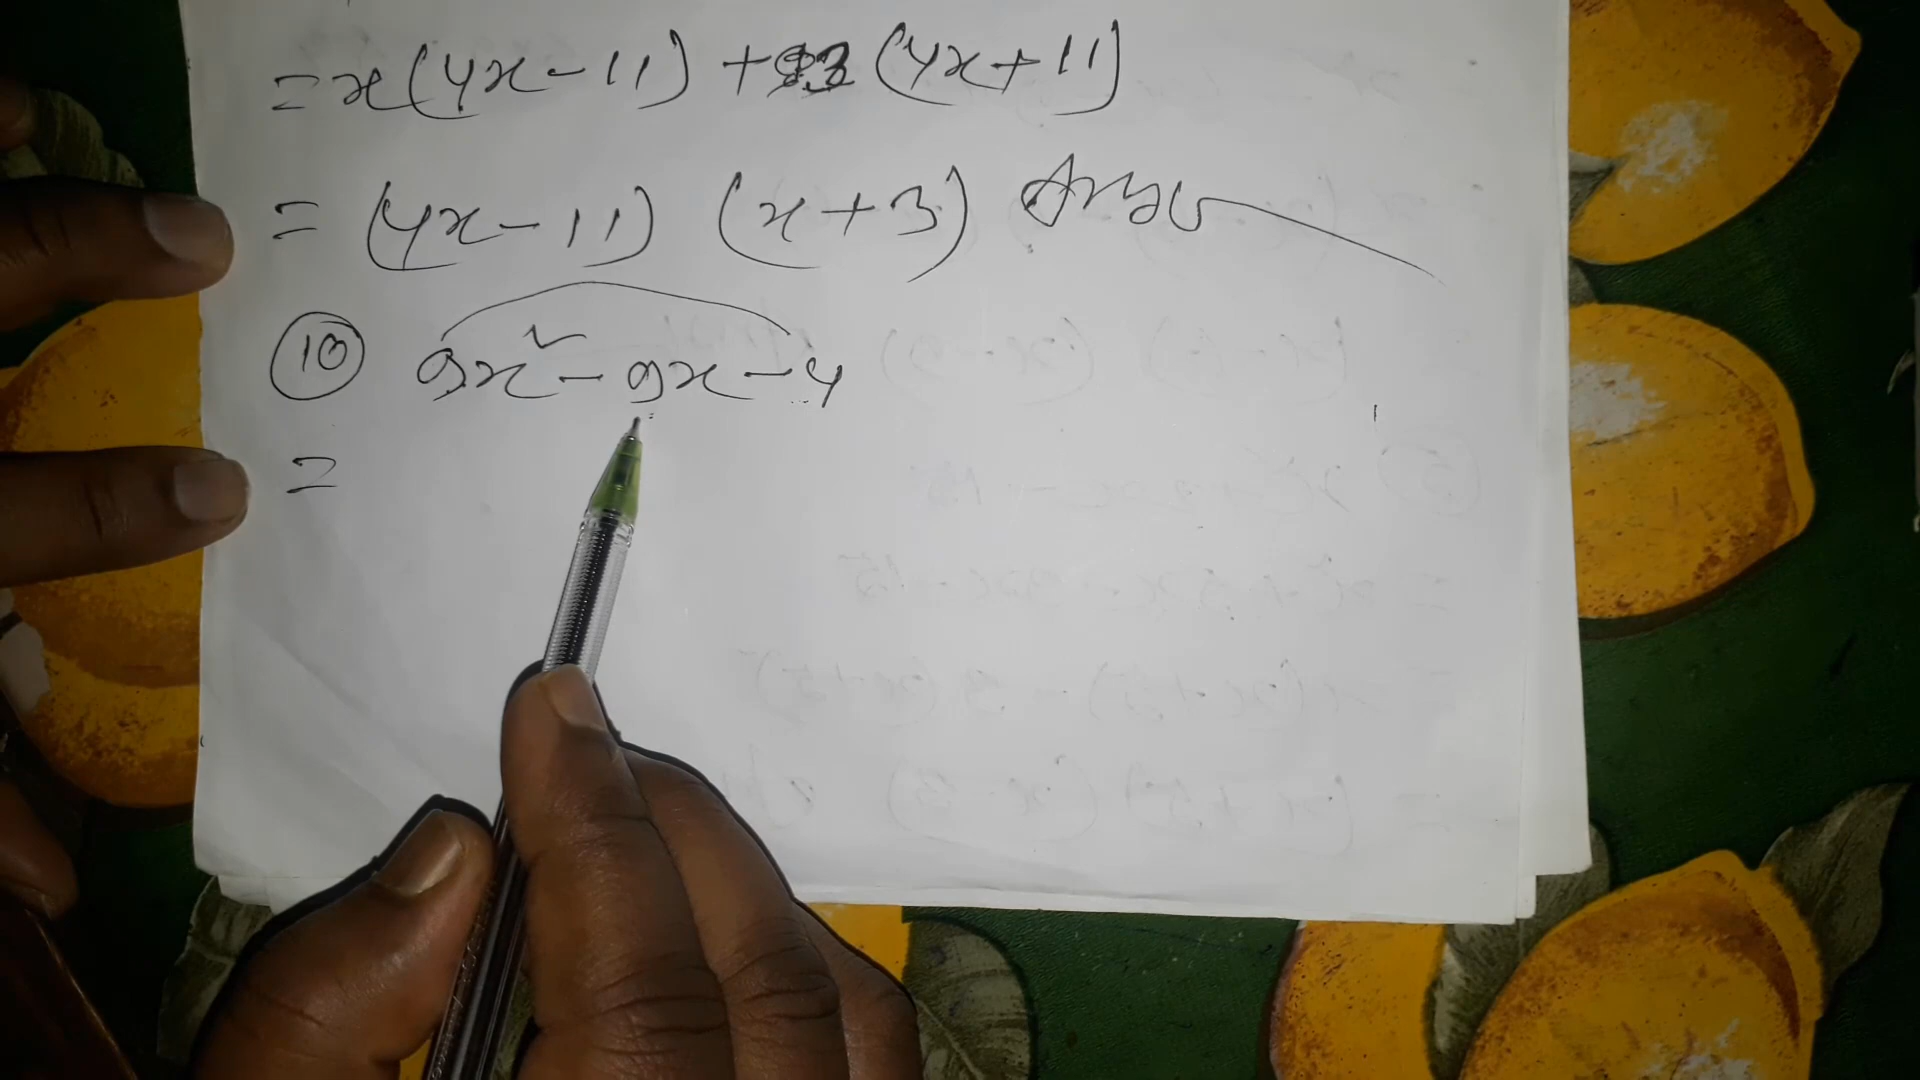 = x(4x-11) +3 (4x+11)
= (4x-11) (x+3) Ans
10 9x² - 9x - 4
=